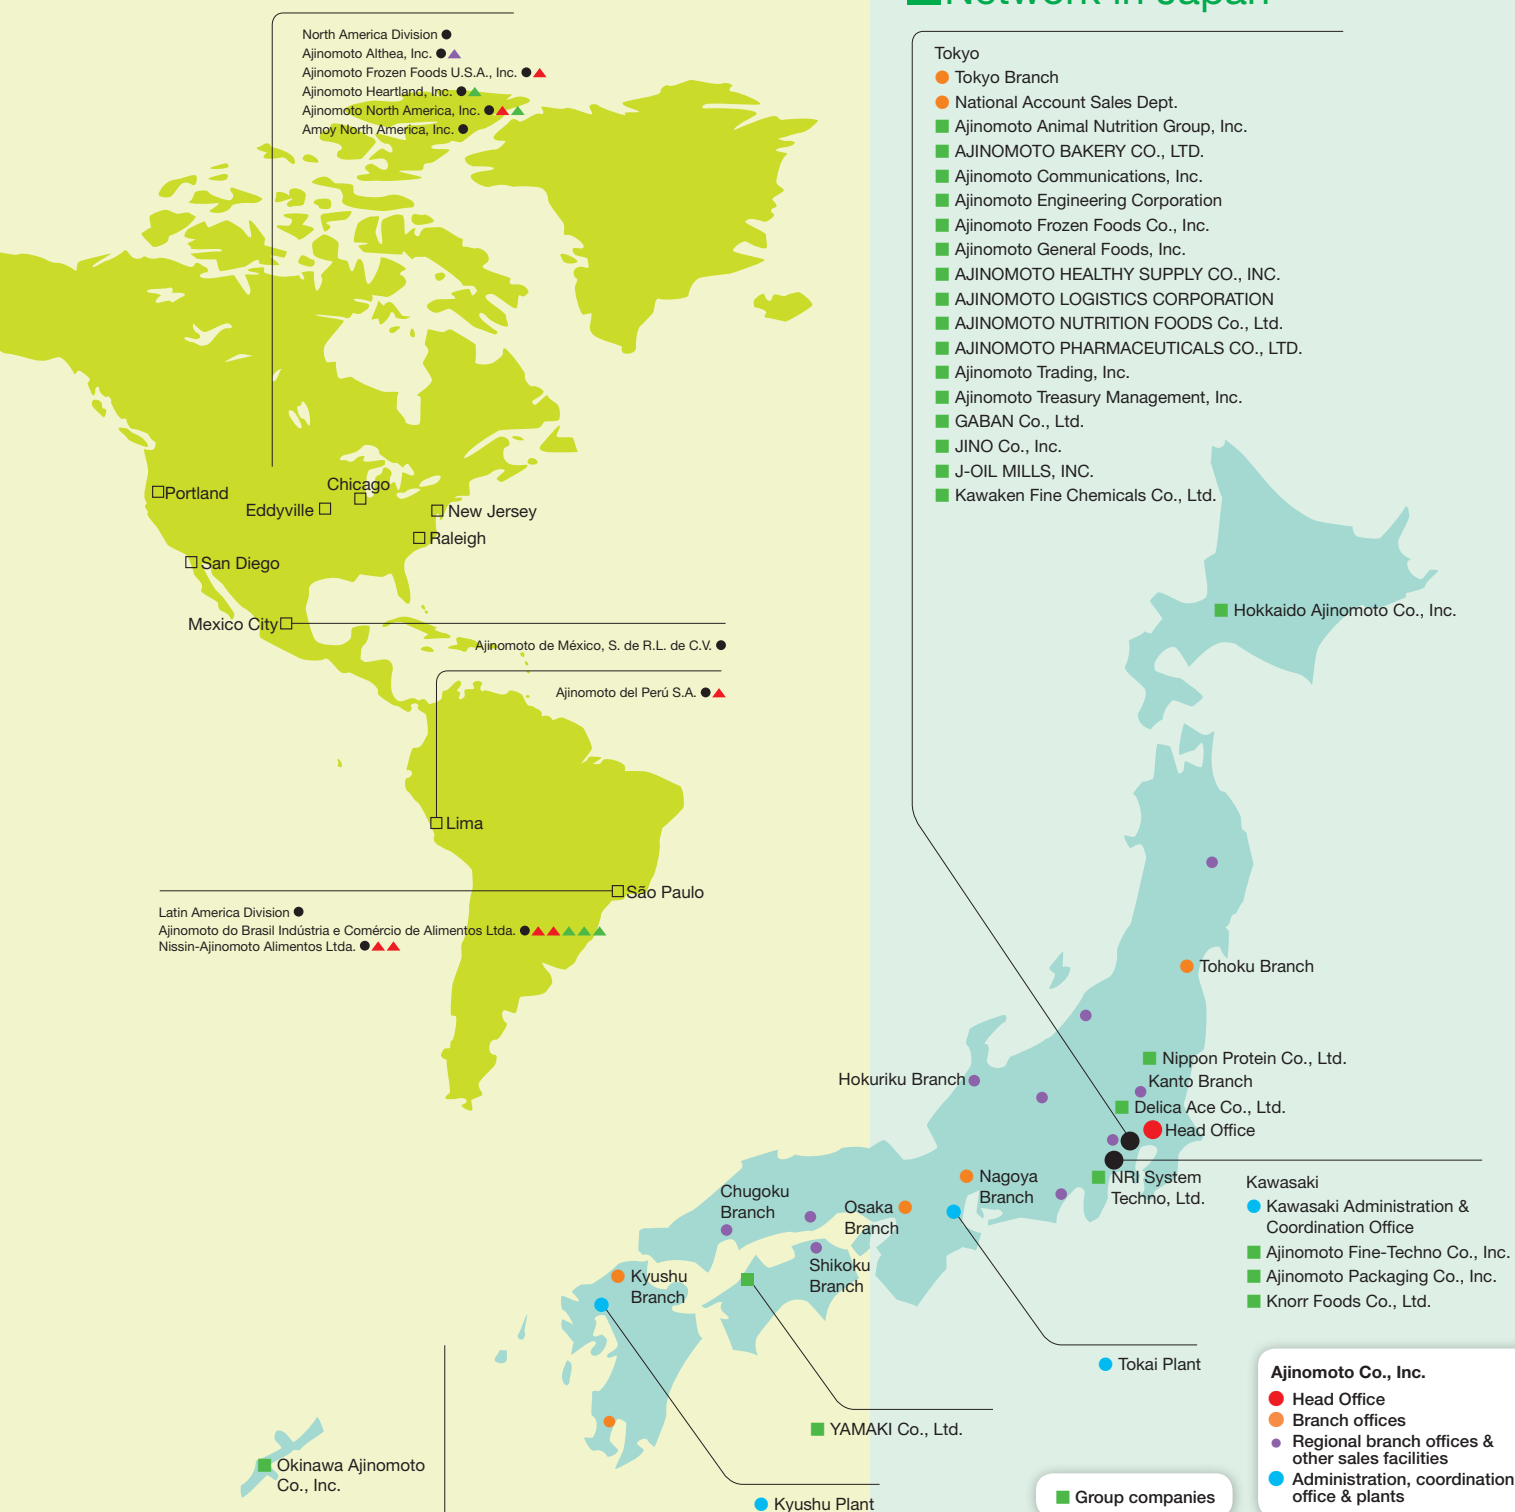 North America Division
Ajinomoto Althea, Inc.
Ajinomoto Frozen Foods U.S.A., Inc.
Ajinomoto Heartland, Inc.
Ajinomoto North America, Inc.
Amoy North America, Inc.
Portland
Chicago
Eddyville
New Jersey
Raleigh
San Diego
Mexico City
Ajinomoto de México, S. de R.L. de C.V.
Ajinomoto del Perú S.A.
Lima
São Paulo
Latin America Division
Ajinomoto do Brasil Indústria e Comércio de Alimentos Ltda.
Nissin-Ajinomoto Alimentos Ltda.
Network in Japan
Tokyo
Tokyo Branch
National Account Sales Dept.
Ajinomoto Animal Nutrition Group, Inc.
AJINOMOTO BAKERY CO., LTD.
Ajinomoto Communications, Inc.
Ajinomoto Engineering Corporation
Ajinomoto Frozen Foods Co., Inc.
Ajinomoto General Foods, Inc.
AJINOMOTO HEALTHY SUPPLY CO., INC.
AJINOMOTO LOGISTICS CORPORATION
AJINOMOTO NUTRITION FOODS Co., Ltd.
AJINOMOTO PHARMACEUTICALS CO., LTD.
Ajinomoto Trading, Inc.
Ajinomoto Treasury Management, Inc.
GABAN Co., Ltd.
JINO Co., Inc.
J-OIL MILLS, INC.
Kawaken Fine Chemicals Co., Ltd.
Hokkaido Ajinomoto Co., Inc.
Tohoku Branch
Nippon Protein Co., Ltd.
Hokuriku Branch
Kanto Branch
Delica Ace Co., Ltd.
Head Office
NRI System
Techno, Ltd.
Nagoya
Branch
Chugoku
Branch
Osaka
Branch
Shikoku
Branch
Kyushu
Branch
Kawasaki
Kawasaki Administration &
Coordination Office
Ajinomoto Fine-Techno Co., Inc.
Ajinomoto Packaging Co., Inc.
Knorr Foods Co., Ltd.
Tokai Plant
YAMAKI Co., Ltd.
Okinawa Ajinomoto
Co., Inc.
Kyushu Plant
Group companies
Ajinomoto Co., Inc.
Head Office
Branch offices
Regional branch offices &
other sales facilities
Administration, coordination
office & plants